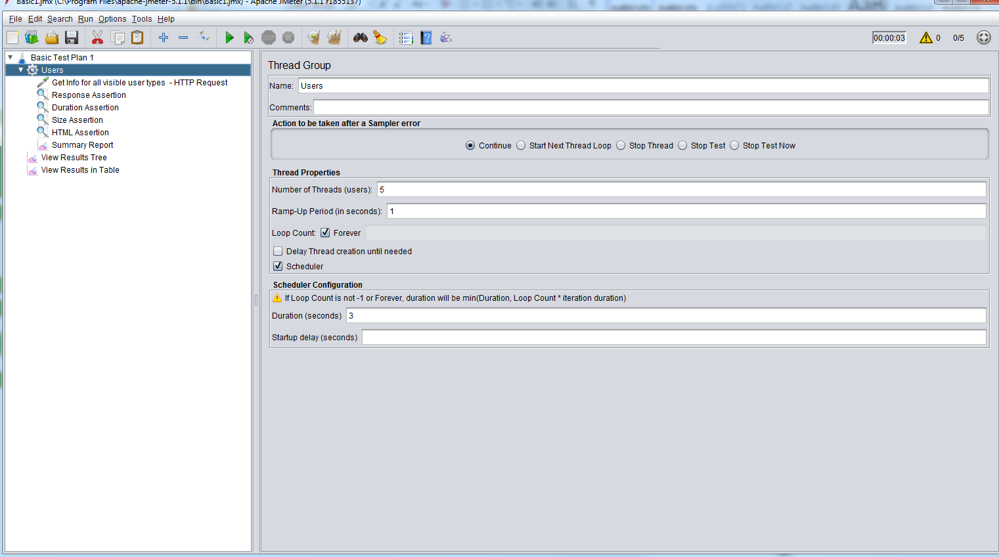 Basic1.jmx (C:\Program Files\apache-jmeter-5.1.1\bin\Basic1.jmx) - Apache JMeter (5.1.1 r1855137)
File Edit Search Run Options Tools Help
00:00:03 0 0/5
Basic Test Plan 1
Users
Get Info for all visible user types - HTTP Request
Response Assertion
Duration Assertion
Size Assertion
HTML Assertion
Summary Report
View Results Tree
View Results in Table
Thread Group
Name: Users
Comments:
Action to be taken after a Sampler error
Continue Start Next Thread Loop Stop Thread Stop Test Stop Test Now
Thread Properties
Number of Threads (users): 5
Ramp-Up Period (in seconds): 1
Loop Count: Forever
Delay Thread creation until needed
Scheduler
Scheduler Configuration
If Loop Count is not -1 or Forever, duration will be min(Duration, Loop Count * iteration duration)
Duration (seconds) 3
Startup delay (seconds)